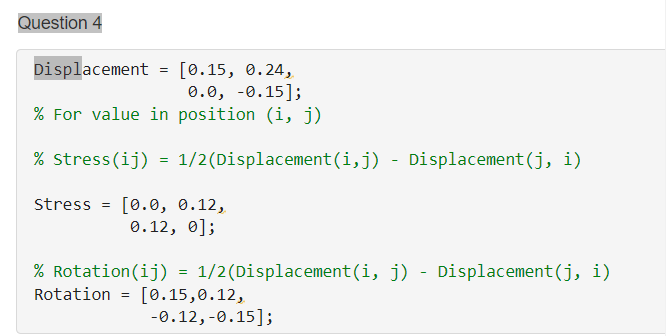 Question 4
Displacement = [0.15, 0.24,
0.0, -0.15];
% For value in position (i, j)
% Stress(ij) = 1/2(Displacement(i,j) - Displacement(j, i)
Stress = [0.0, 0.12,
0.12, 0];
% Rotation(ij) = 1/2(Displacement(i, j) - Displacement(j, i)
Rotation = [0.15,0.12,
-0.12,-0.15];